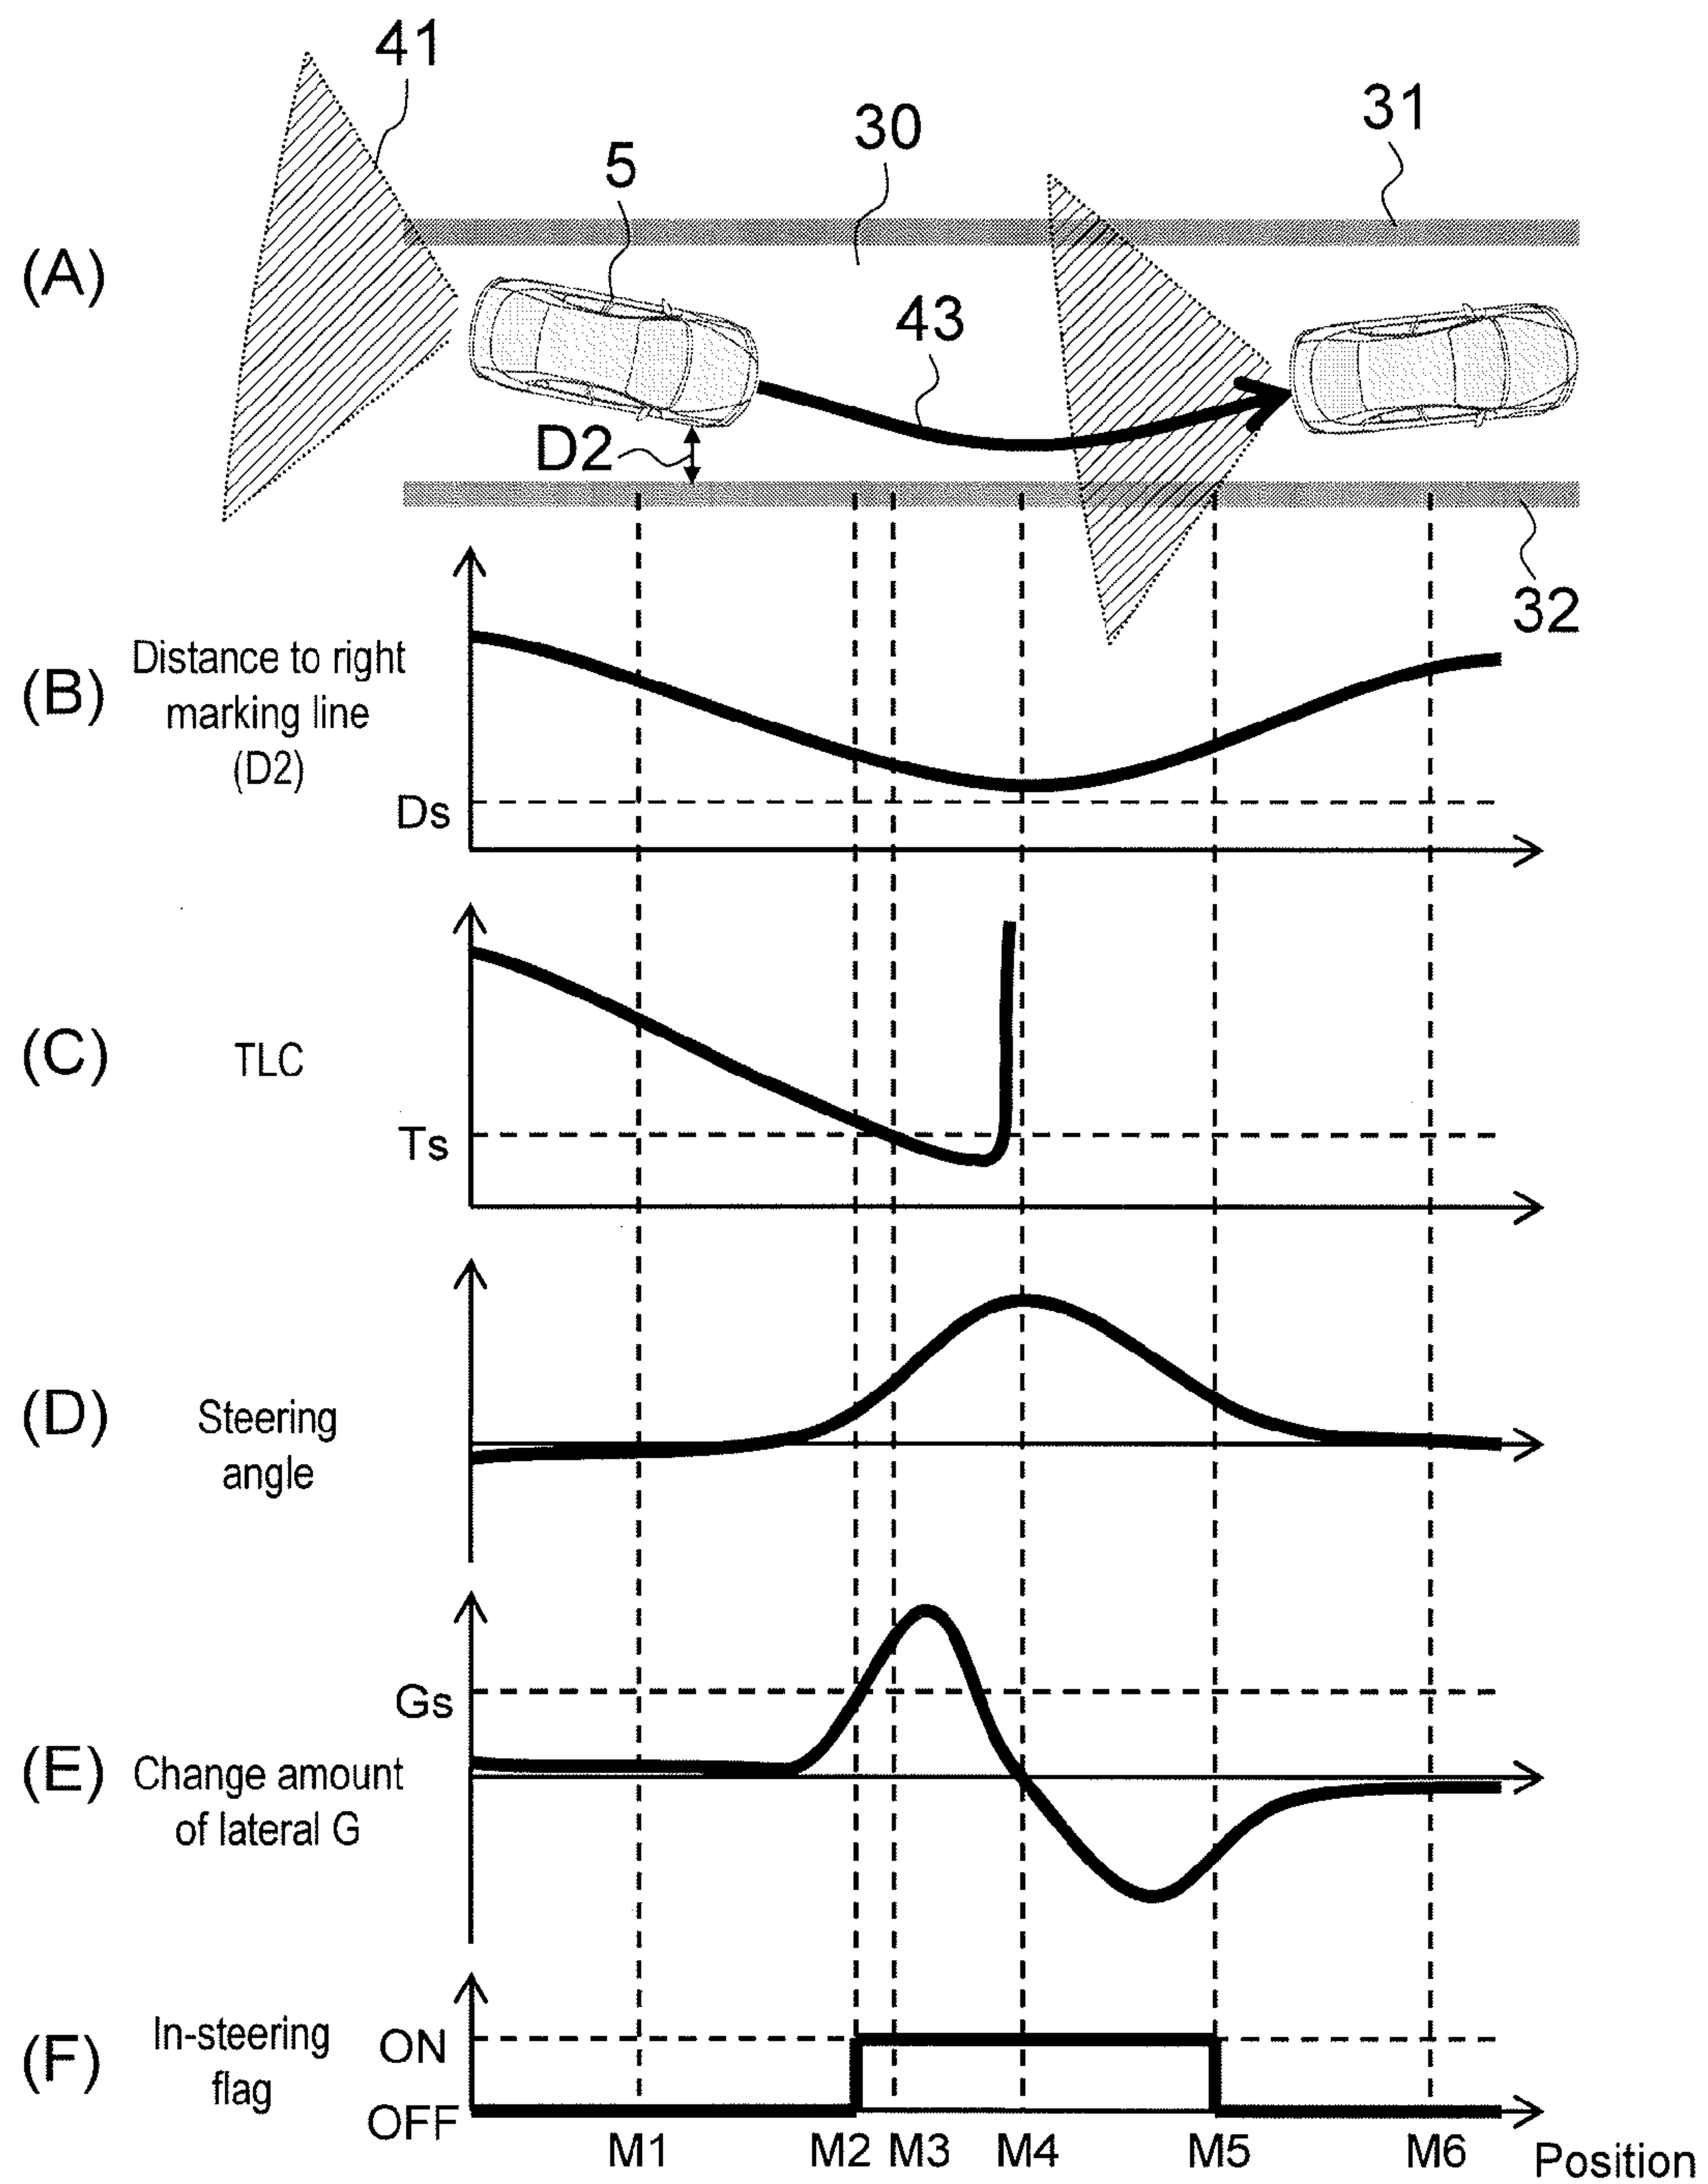 41
5
30
31
(A)
43
D2
32
(B)
Distance to right
marking line
(D2)
Ds
(C)
TLC
Ts
(D)
Steering
angle
Gs
(E)
Change amount
of lateral G
(F)
In-steering
flag
ON
OFF
M1 M2 M3 M4 M5 M6 Position